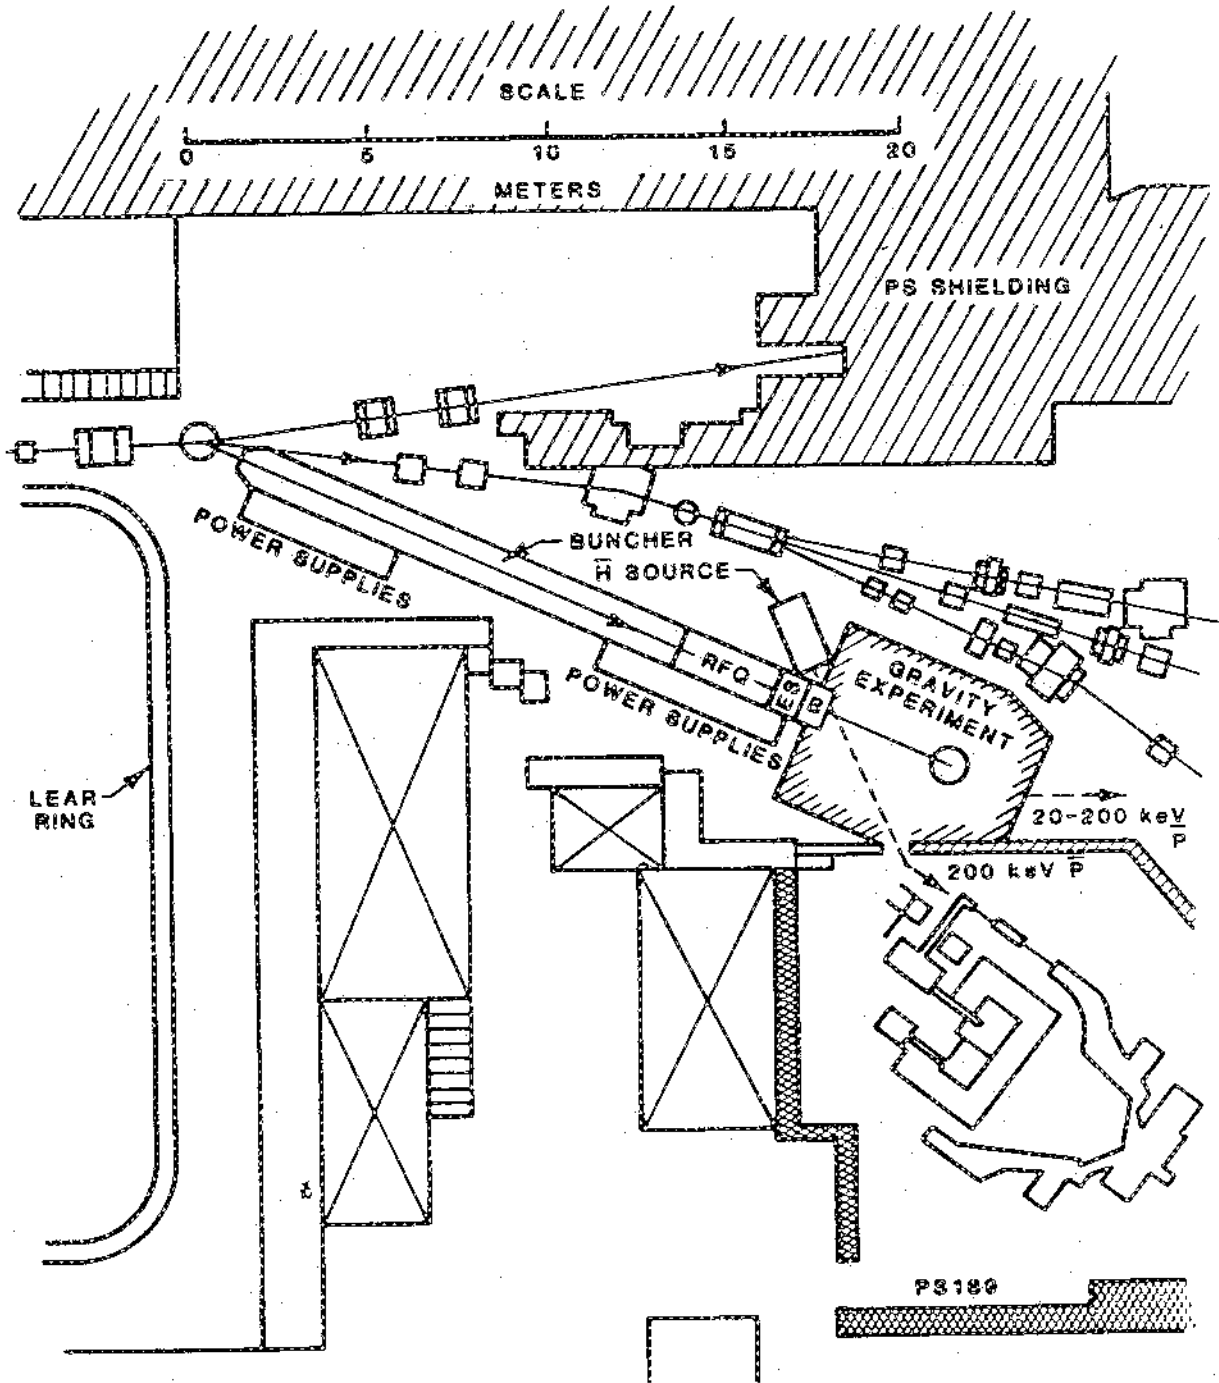 SCALE
0 5 10 15 20
METERS
PS SHIELDING
POWER SUPPLIES
BUNCHER
H̅ SOURCE
RFQ
ES
B
GRAVITY
EXPERIMENT
POWER SUPPLIES
LEAR
RING
20-200 keV
P̅
200 keV P̅
PS189